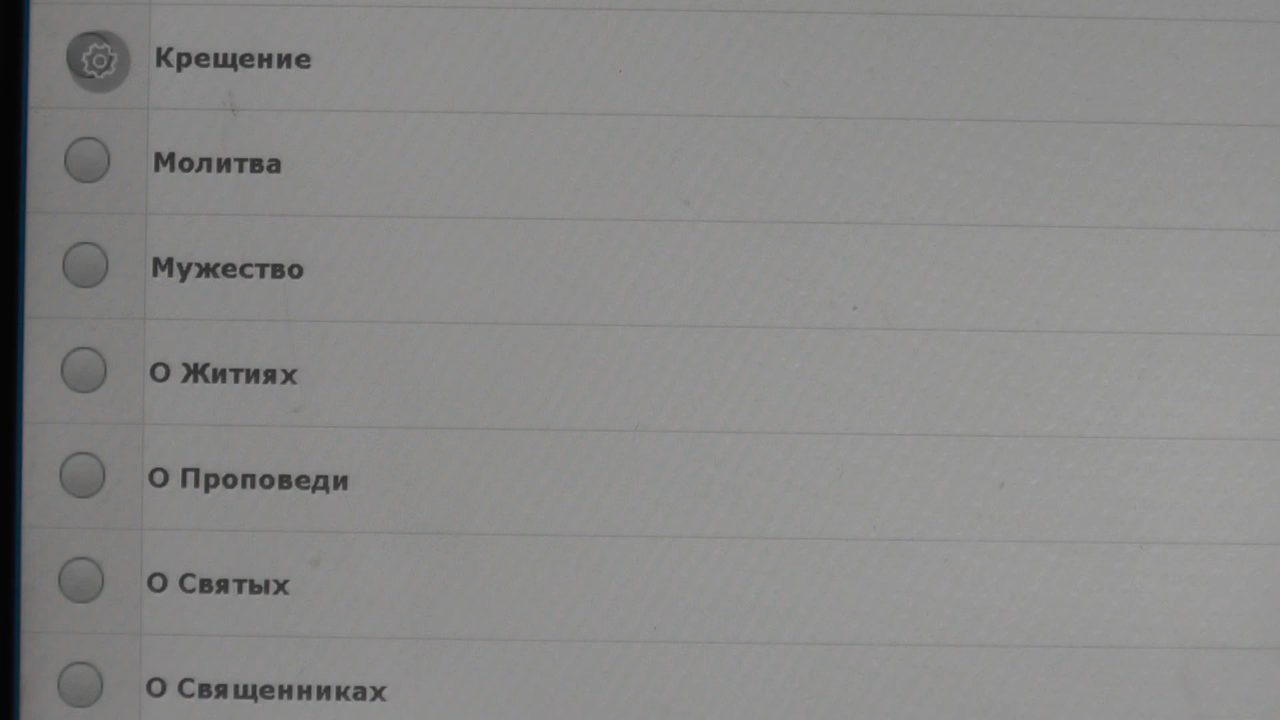 Крещение
Молитва
Мужество
О Житиях
О Проповеди
О Святых
О Священниках